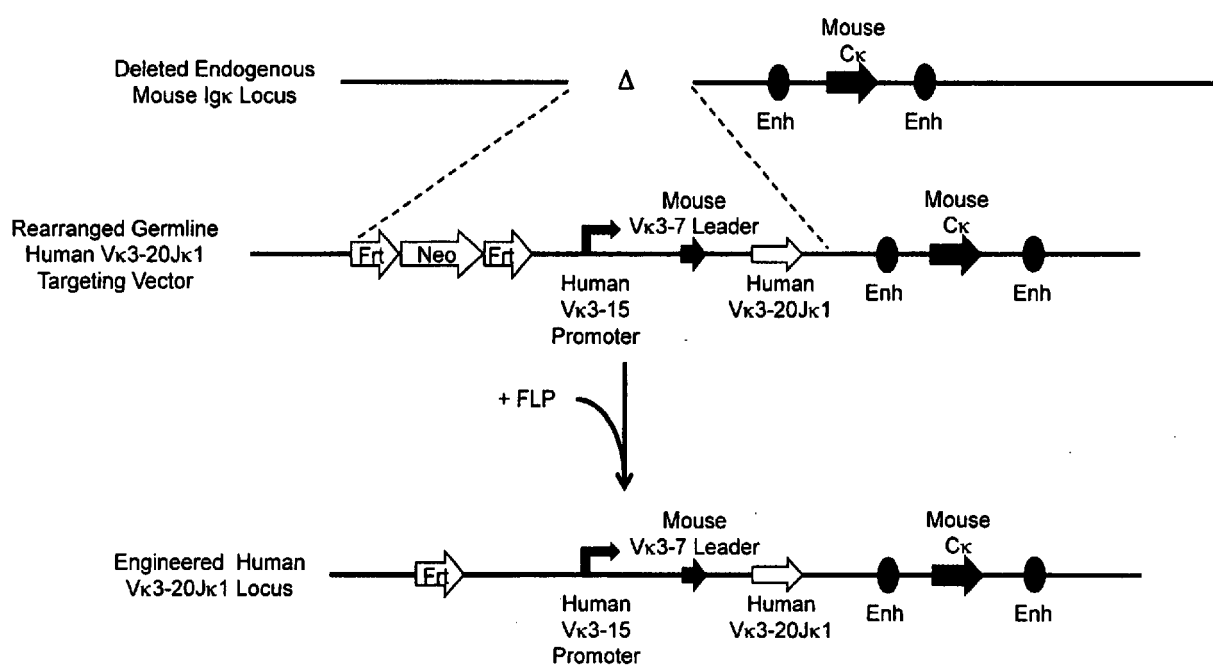 Deleted Endogenous
Mouse Igκ Locus
Δ
Mouse
Cκ
Enh
Enh
Rearranged Germline
Human Vκ3-20Jκ1
Targeting Vector
Frt
Neo
Frt
Mouse
Vκ3-7 Leader
Mouse
Cκ
Human
Vκ3-15
Promoter
Human
Vκ3-20Jκ1
Enh
Enh
+ FLP
Engineered Human
Vκ3-20Jκ1 Locus
Frt
Mouse
Vκ3-7 Leader
Mouse
Cκ
Human
Vκ3-15
Promoter
Human
Vκ3-20Jκ1
Enh
Enh